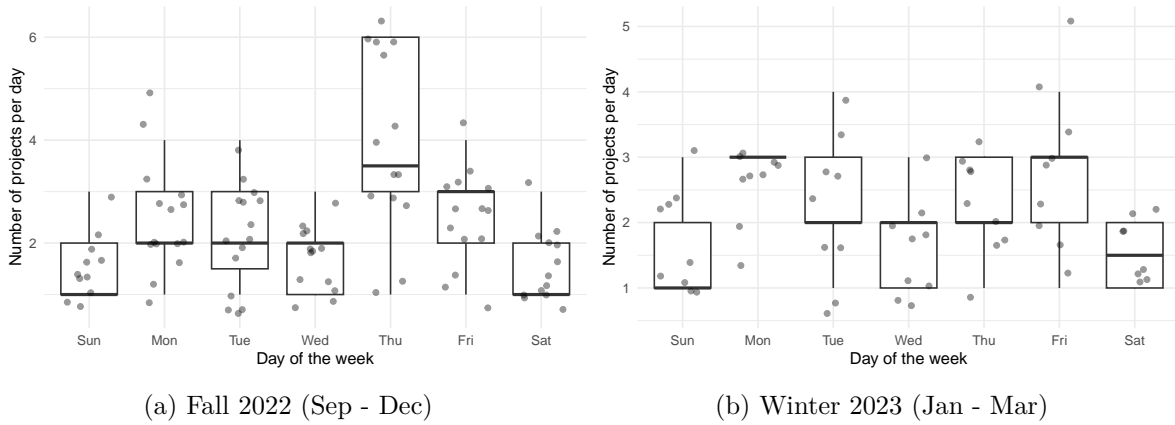 Number of projects per day
6
4
2
Sun Mon Tue Wed Thu Fri Sat
Day of the week
(a) Fall 2022 (Sep - Dec)
Number of projects per day
5
4
3
2
1
Sun Mon Tue Wed Thu Fri Sat
Day of the week
(b) Winter 2023 (Jan - Mar)